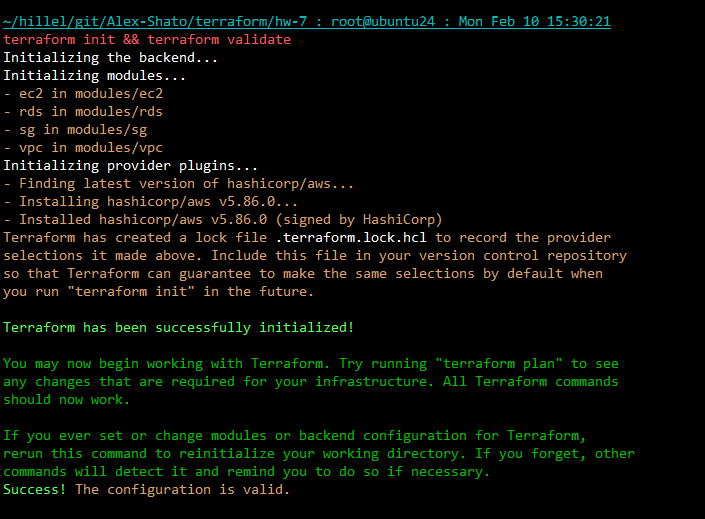 ~/hillel/git/Alex-Shato/terraform/hw-7 : root@ubuntu24 : Mon Feb 10 15:30:21
terraform init && terraform validate
Initializing the backend...
Initializing modules...
- ec2 in modules/ec2
- rds in modules/rds
- sg in modules/sg
- vpc in modules/vpc
Initializing provider plugins...
- Finding latest version of hashicorp/aws...
- Installing hashicorp/aws v5.86.0...
- Installed hashicorp/aws v5.86.0 (signed by HashiCorp)
Terraform has created a lock file .terraform.lock.hcl to record the provider
selections it made above. Include this file in your version control repository
so that Terraform can guarantee to make the same selections by default when
you run "terraform init" in the future.
Terraform has been successfully initialized!
You may now begin working with Terraform. Try running "terraform plan" to see
any changes that are required for your infrastructure. All Terraform commands
should now work.
If you ever set or change modules or backend configuration for Terraform,
rerun this command to reinitialize your working directory. If you forget, other
commands will detect it and remind you to do so if necessary.
Success! The configuration is valid.